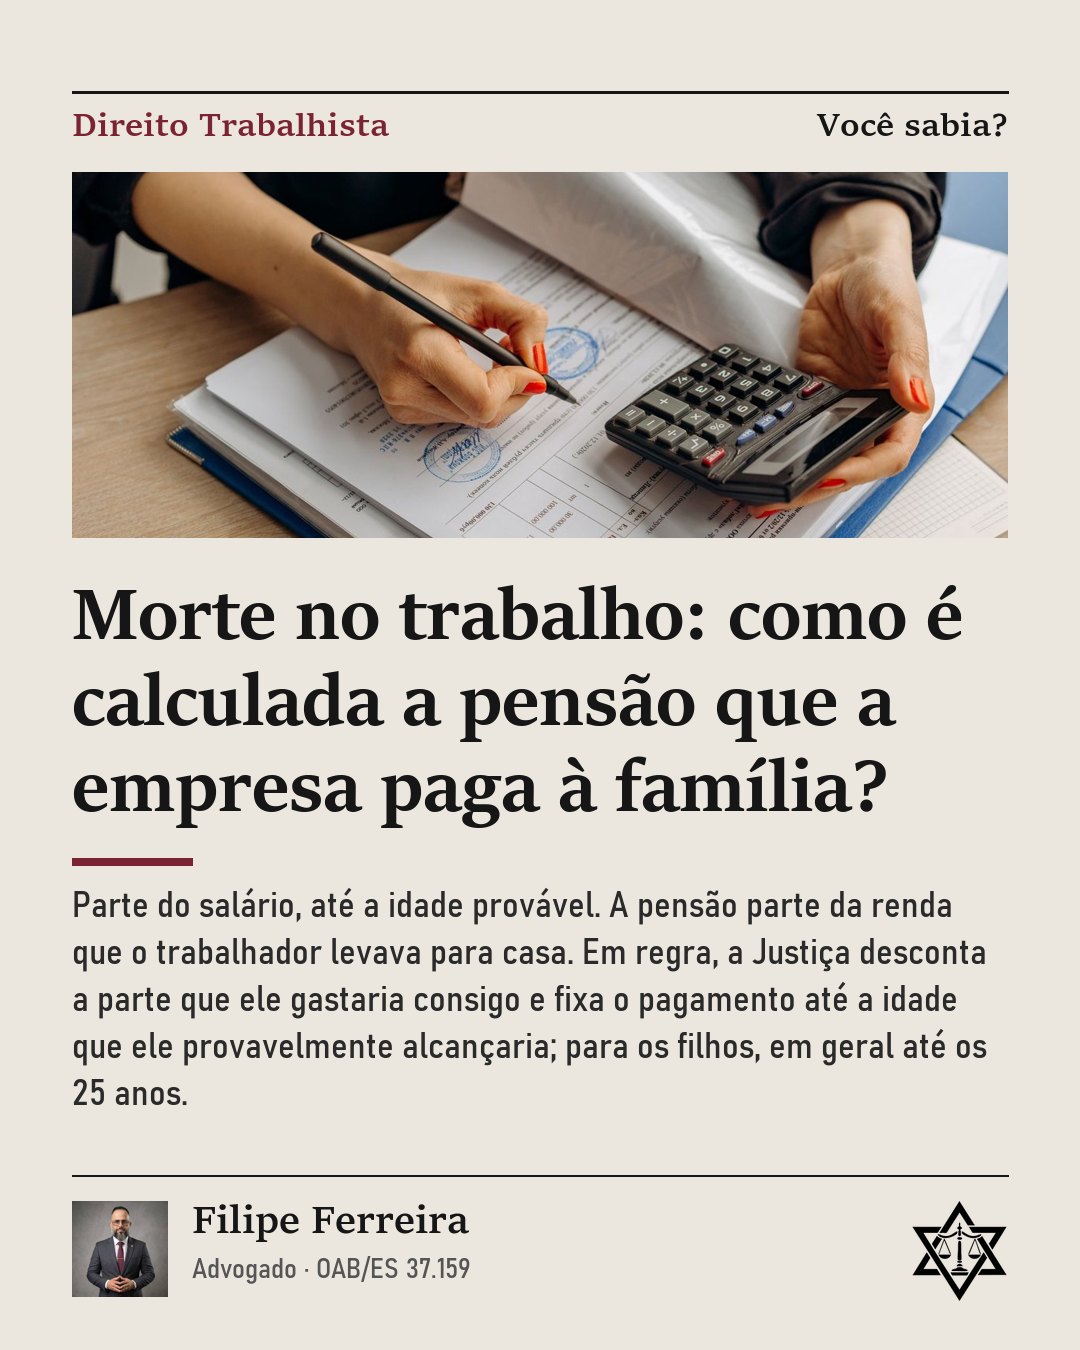 Direito Trabalhista
Você sabia?
Morte no trabalho: como é
calculada a pensão que a
empresa paga à família?
Parte do salário, até a idade provável. A pensão parte da renda
que o trabalhador levava para casa. Em regra, a Justiça desconta
a parte que ele gastaria consigo e fixa o pagamento até a idade
que ele provavelmente alcançaria; para os filhos, em geral até os
25 anos.
Filipe Ferreira
Advogado · OAB/ES 37.159